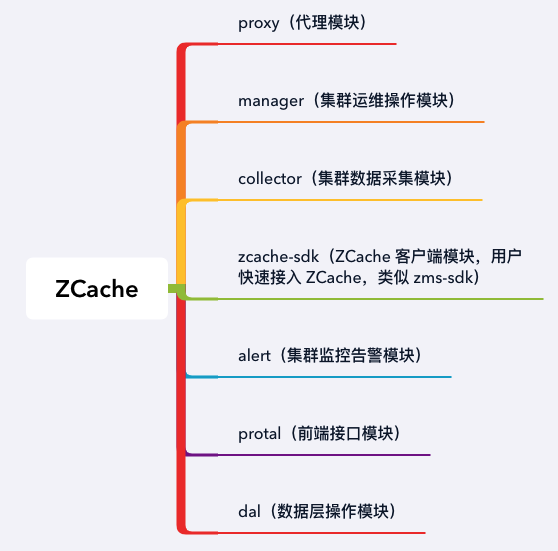 proxy（代理模块）
manager（集群运维操作模块）
collector（集群数据采集模块）
zcache-sdk（ZCache 客户端模块，用户
快速接入 ZCache，类似 zms-sdk）
ZCache
alert（集群监控告警模块）
protal（前端接口模块）
dal（数据层操作模块）